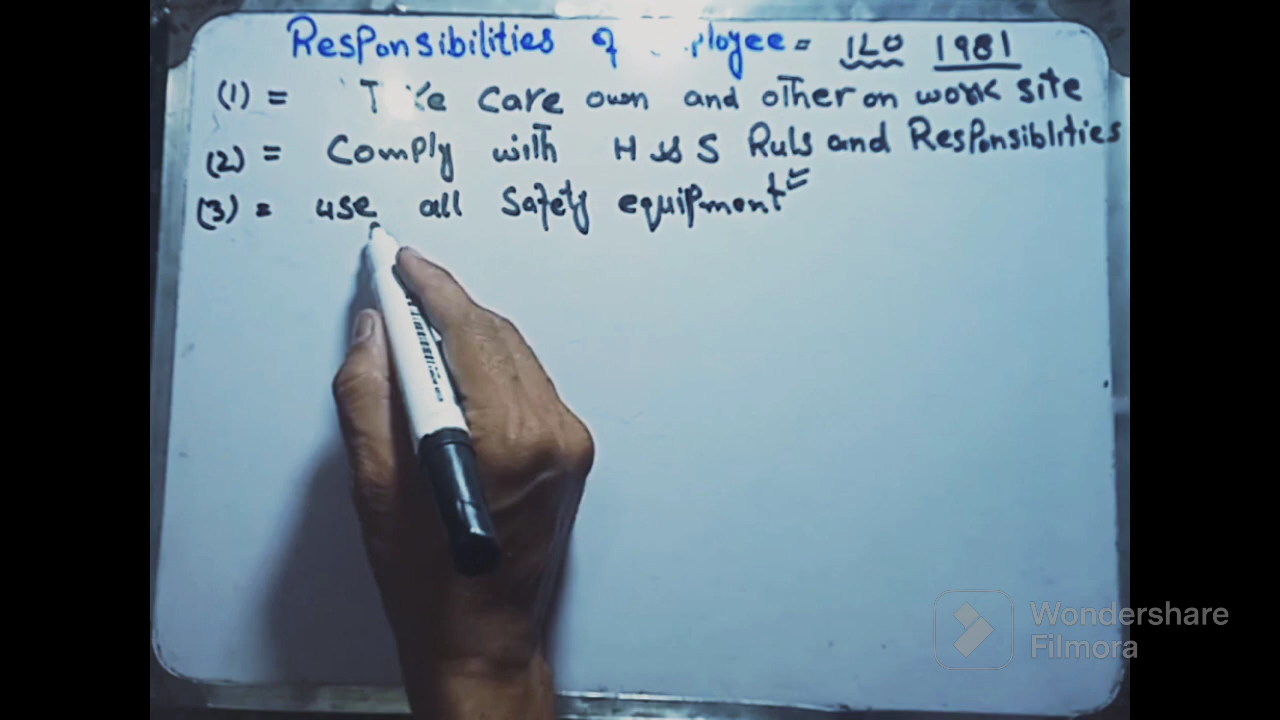 Responsibilities of ployee = ILO 1981
(1) = Take care own and other on work site
(2) = Comply with H & S Ruls and Responsiblities
(3) = use all Safety equipment
Wondershare
Filmora